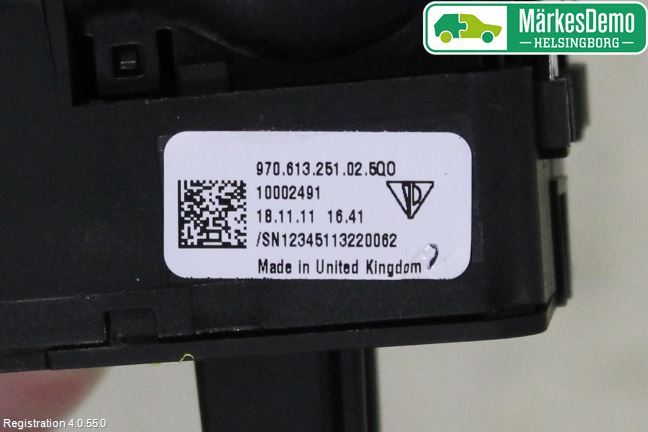 MärkesDemo
HELSINGBORG
970.613.251.02.5Q0
10002491
18.11.11 16.41
/SN12345113220062
Made in United Kingdom
Registration 4.0.55.0